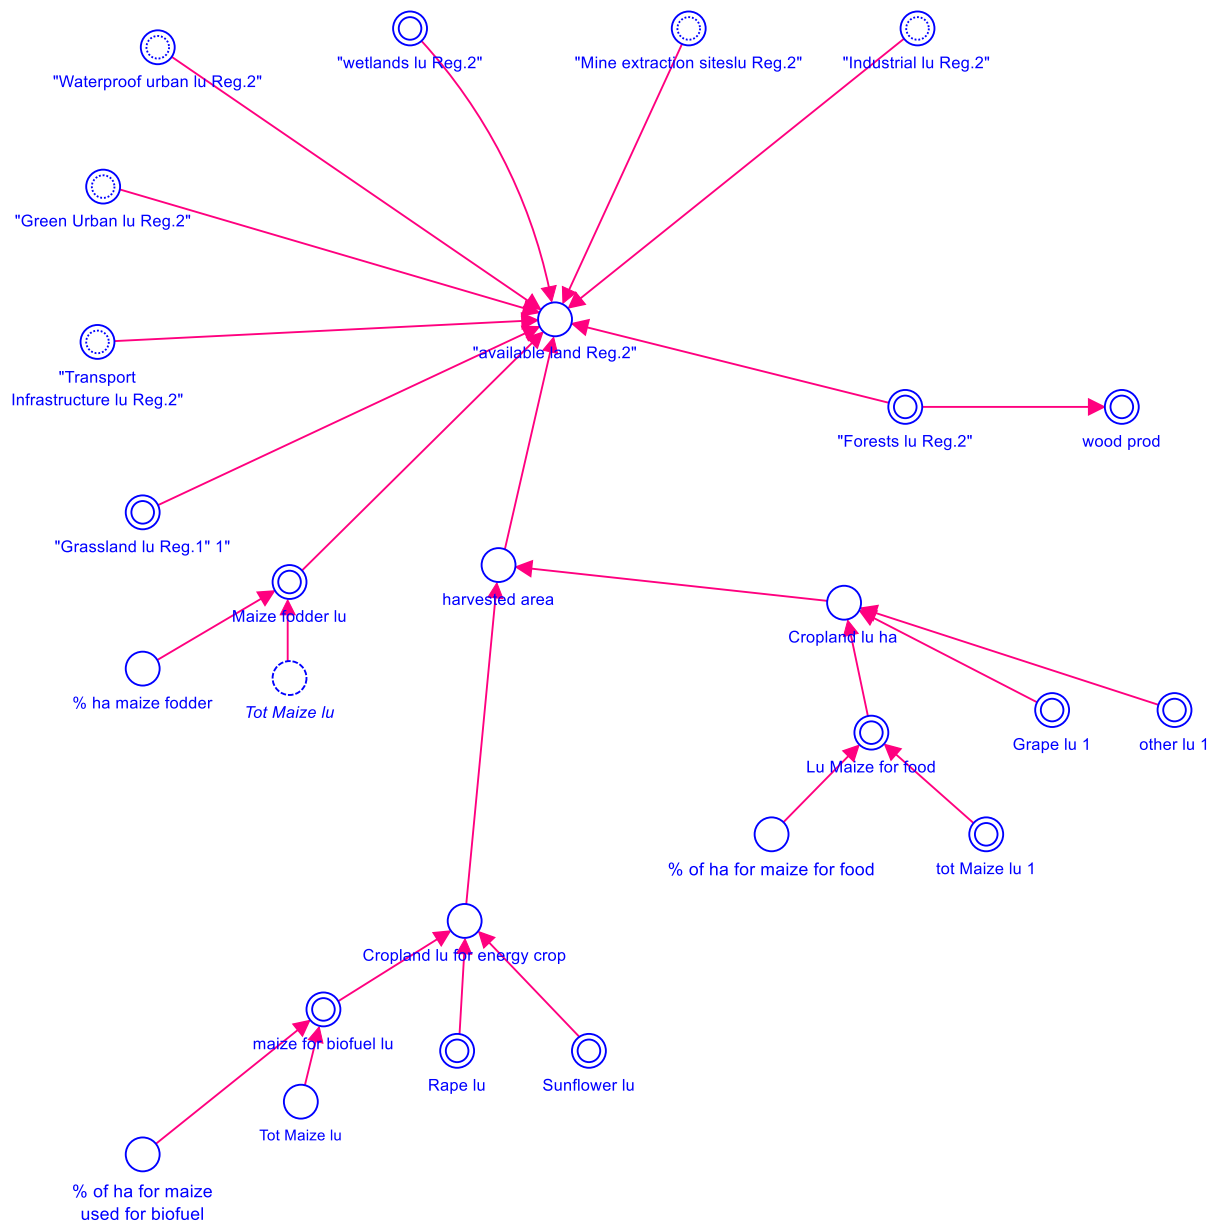 "wetlands lu Reg.2"
"Mine extraction siteslu Reg.2"
"Industrial lu Reg.2"
"Waterproof urban lu Reg.2"
"Green Urban lu Reg.2"
"available land Reg.2"
"Transport
Infrastructure lu Reg.2"
"Forests lu Reg.2"
wood prod
"Grassland lu Reg.1" 1"
harvested area
Maize fodder lu
Cropland lu ha
% ha maize fodder
Tot Maize lu
Grape lu 1
other lu 1
Lu Maize for food
% of ha for maize for food
tot Maize lu 1
Cropland lu for energy crop
maize for biofuel lu
Rape lu
Sunflower lu
Tot Maize lu
% of ha for maize
used for biofuel